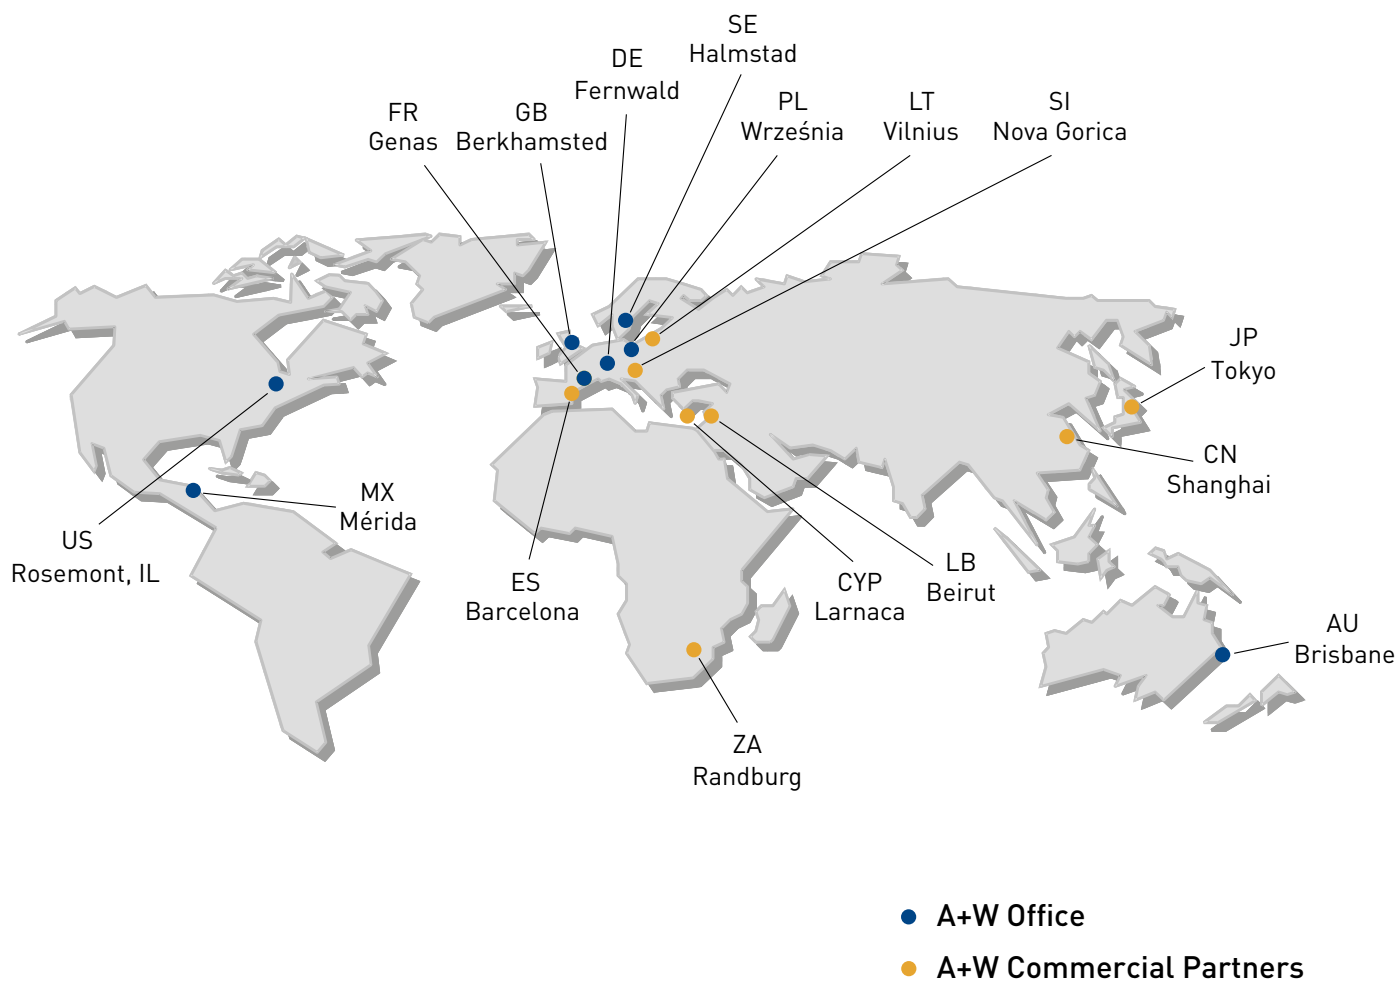 SE
Halmstad
DE
Fernwald
FR
Genas
GB
Berkhamsted
PL
Września
LT
Vilnius
SI
Nova Gorica
JP
Tokyo
CN
Shanghai
MX
Mérida
US
Rosemont, IL
ES
Barcelona
CYP
Larnaca
LB
Beirut
AU
Brisbane
ZA
Randburg
A+W Office
A+W Commercial Partners